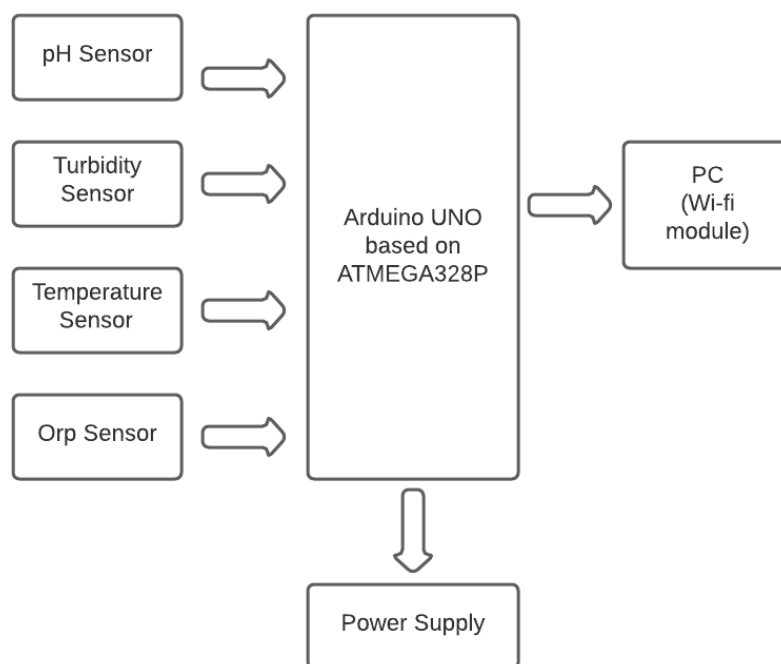 pH Sensor
Turbidity
Sensor
Temperature
Sensor
Orp Sensor
Arduino UNO
based on
ATMEGA328P
PC
(Wi-fi
module)
Power Supply